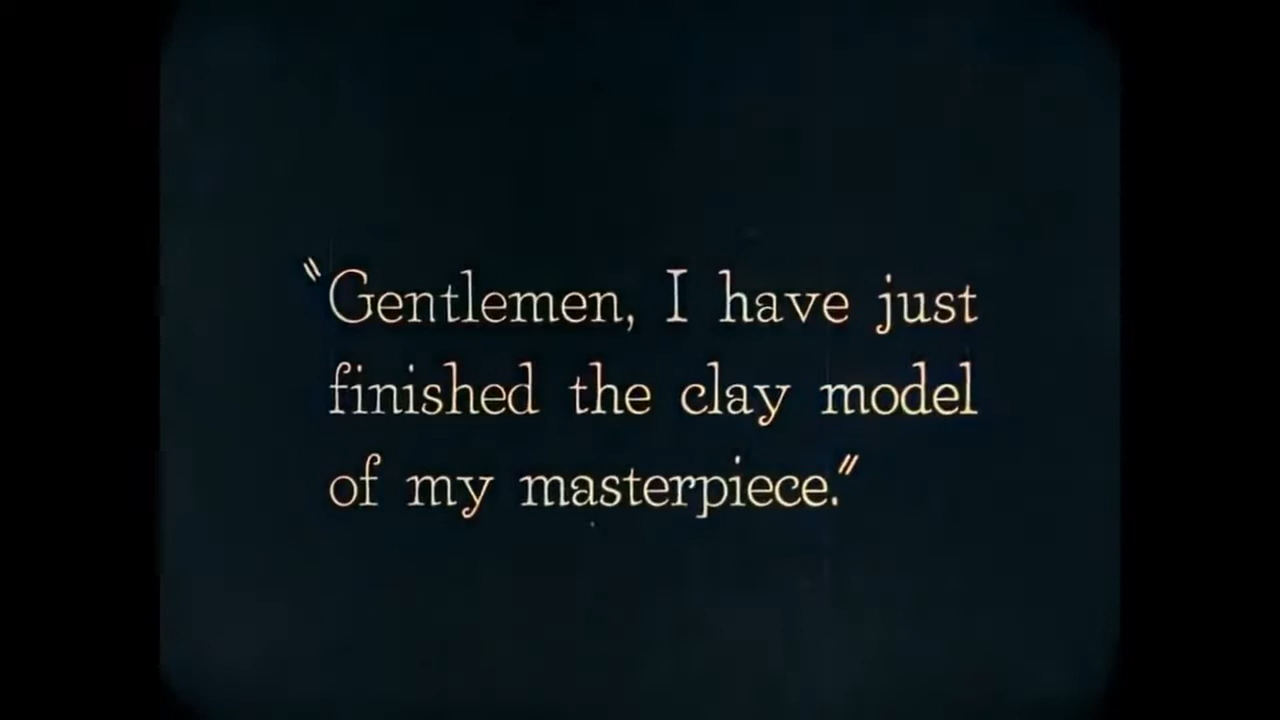 "Gentlemen, I have just
finished the clay model
of my masterpiece."